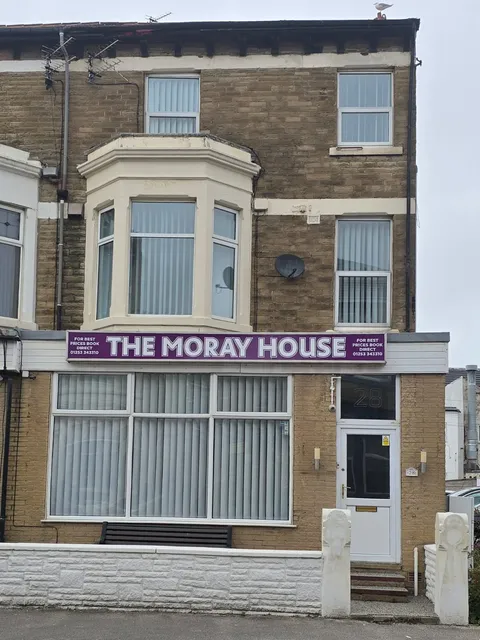 FOR BEST
PRICES BOOK
DIRECT
01253 343310
THE MORAY HOUSE
FOR BEST
PRICES BOOK
DIRECT
01253 343310